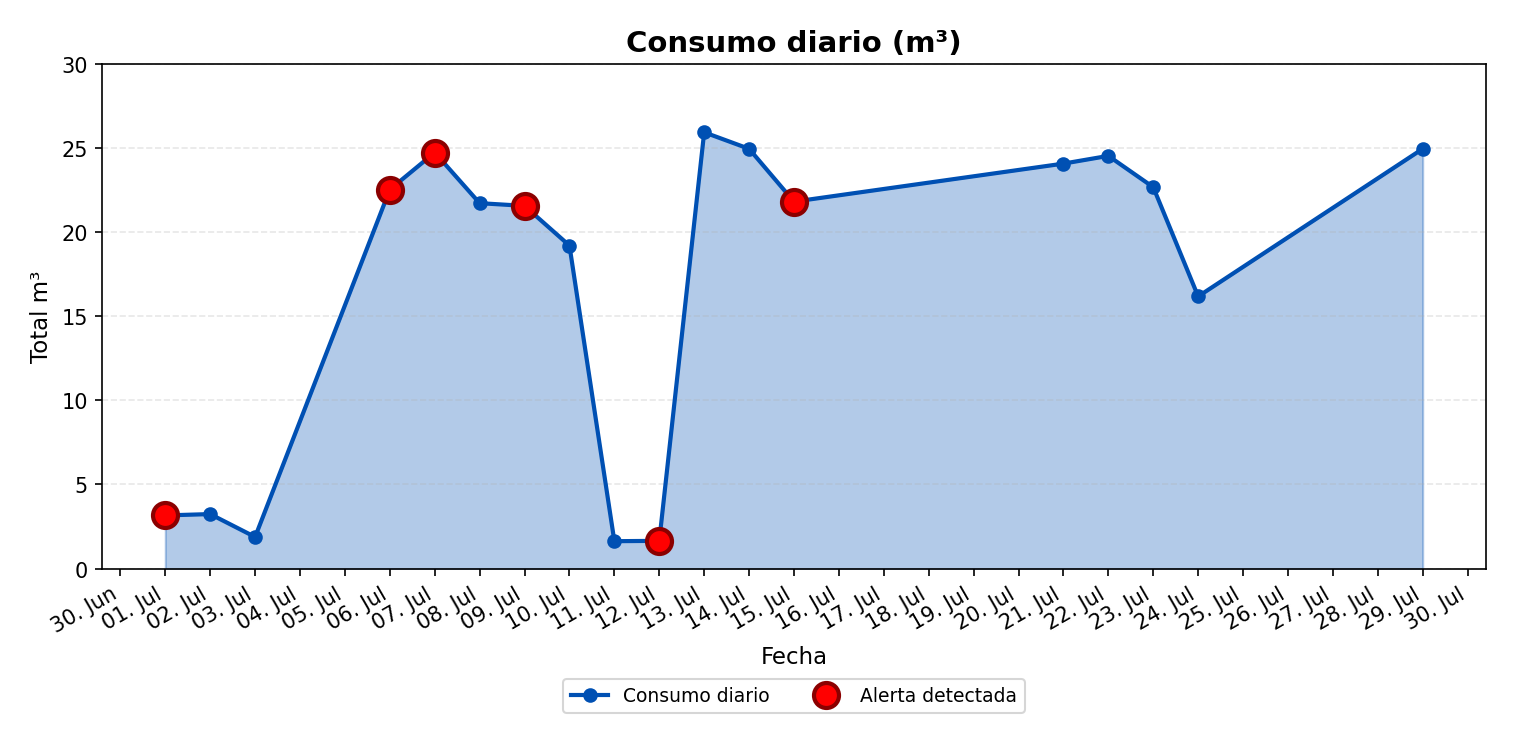 Consumo diario (m³)
30
25
20
15
10
5
0
Total m³
30. Jun
01. Jul
02. Jul
03. Jul
04. Jul
05. Jul
06. Jul
07. Jul
08. Jul
09. Jul
10. Jul
11. Jul
12. Jul
13. Jul
14. Jul
15. Jul
16. Jul
17. Jul
18. Jul
19. Jul
20. Jul
21. Jul
22. Jul
23. Jul
24. Jul
25. Jul
26. Jul
27. Jul
28. Jul
29. Jul
30. Jul
Fecha
Consumo diario
Alerta detectada